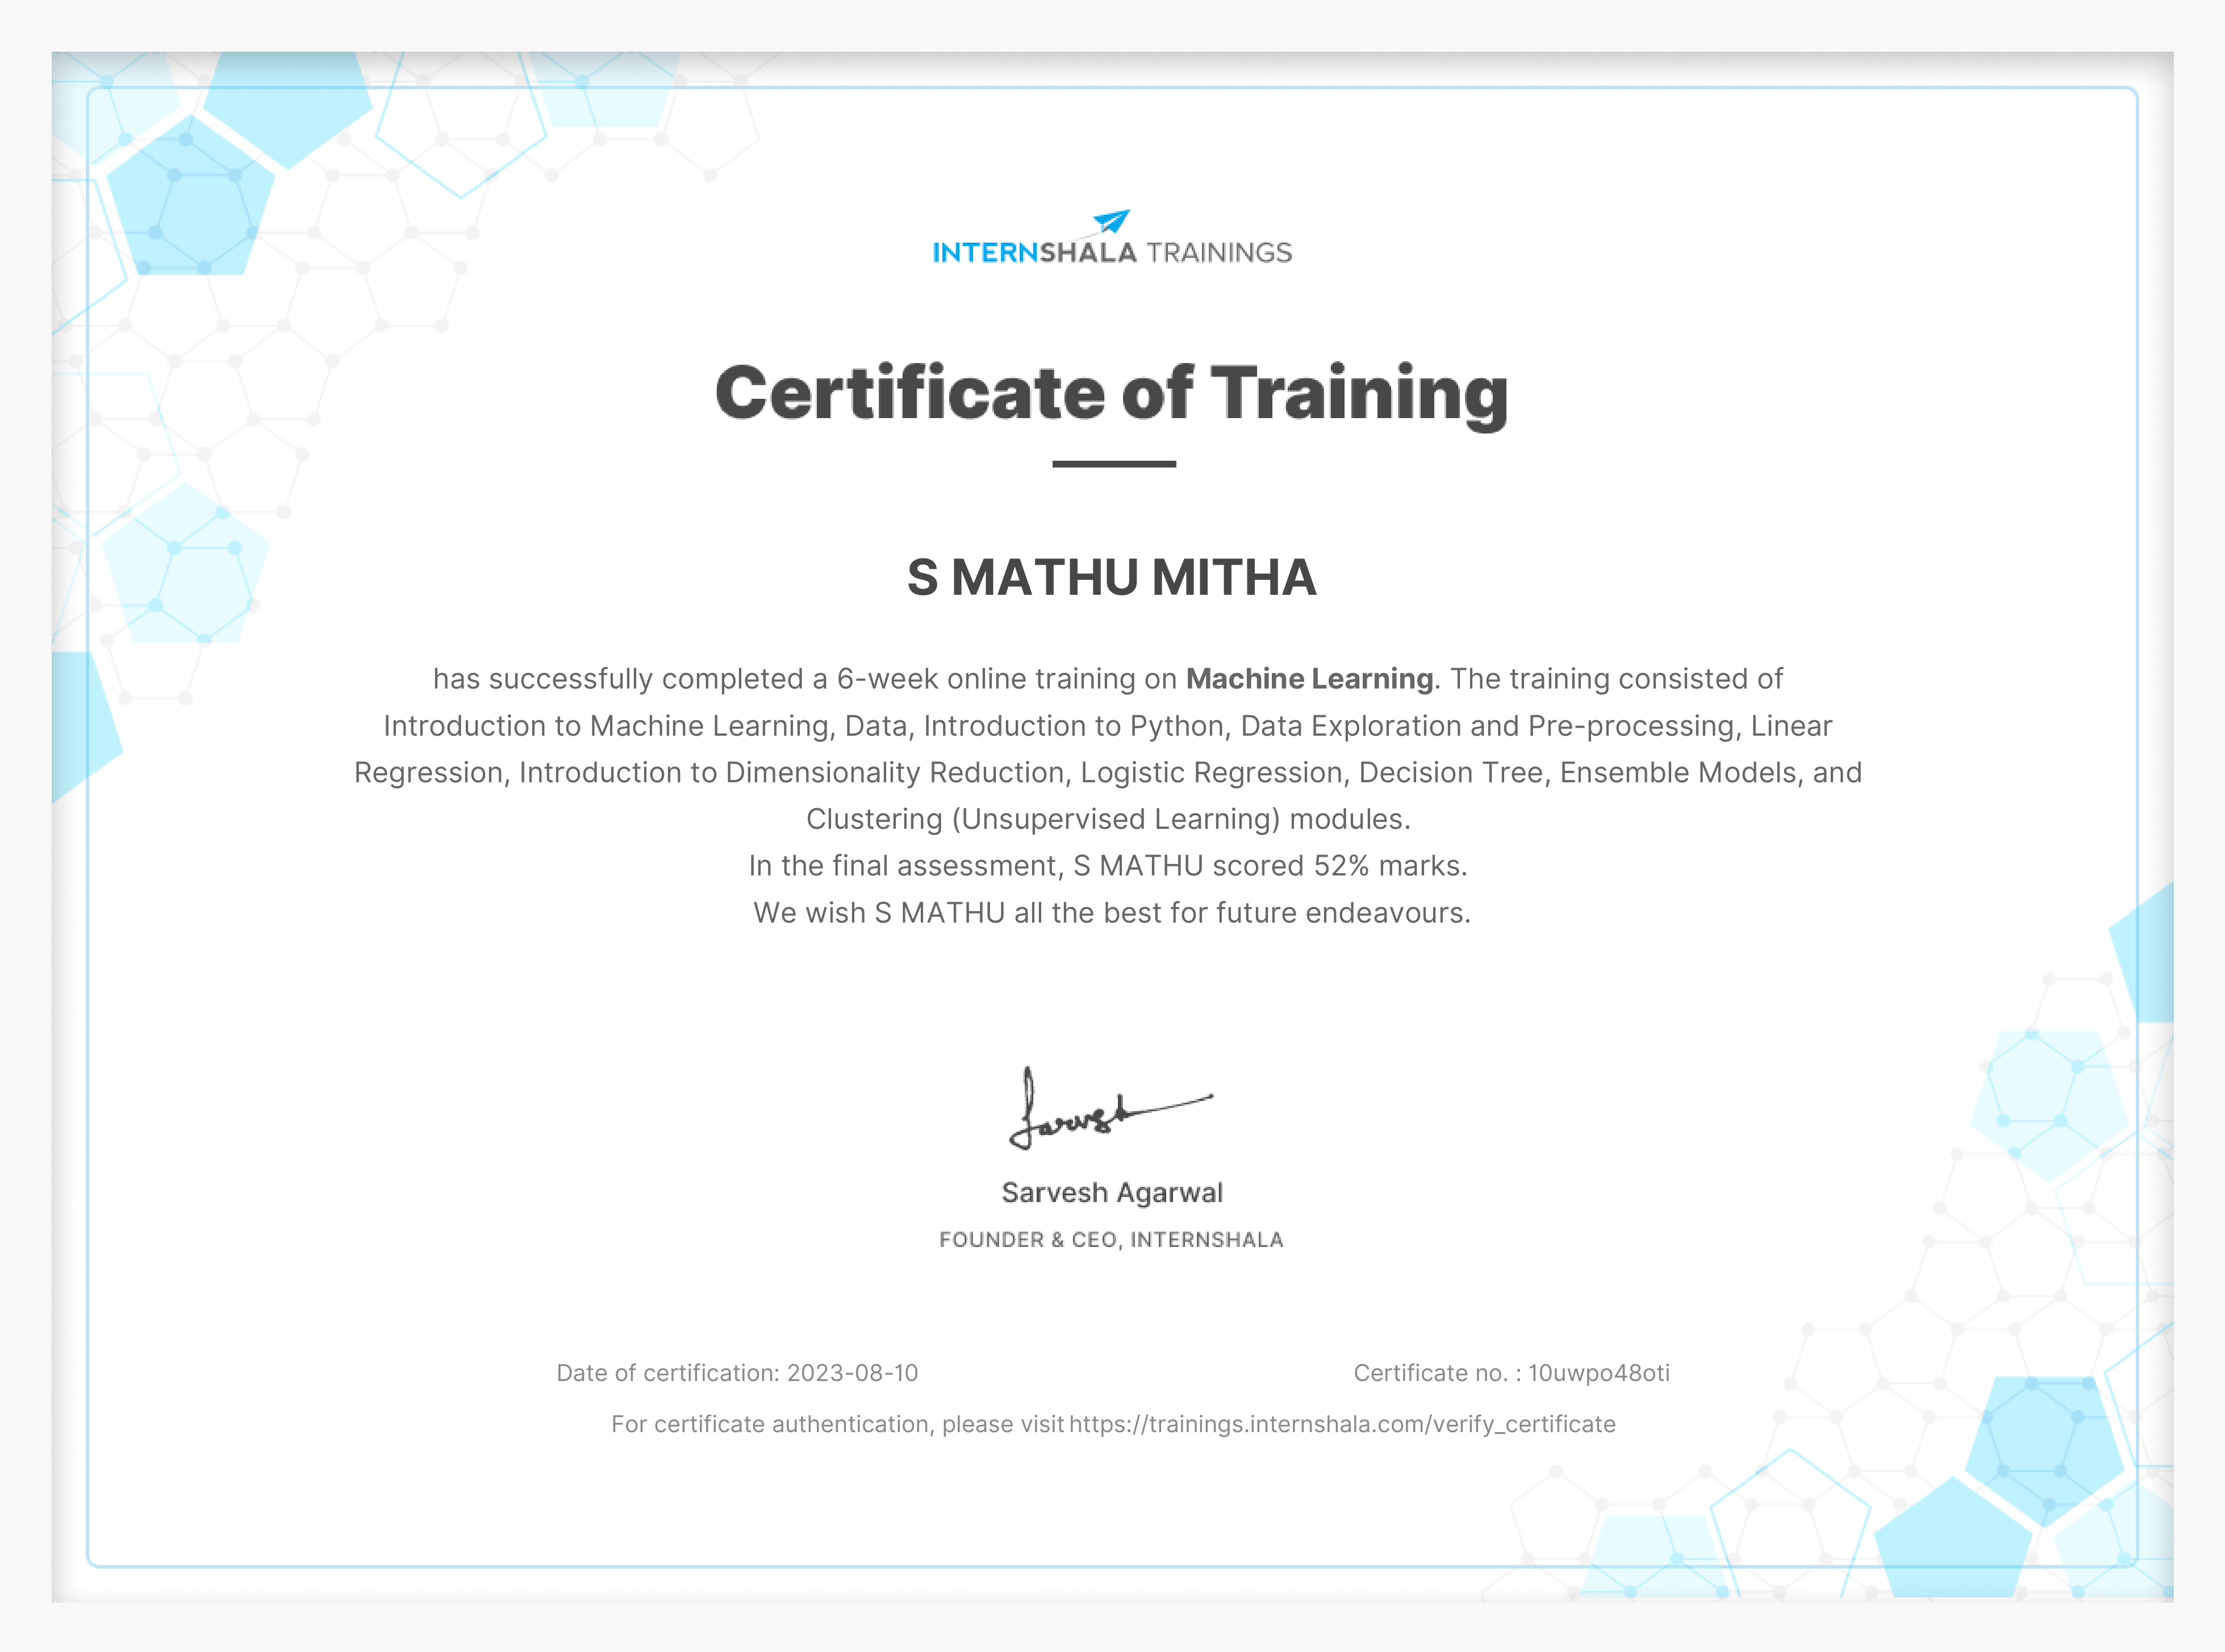 INTERNSHALA TRAININGS
Certificate of Training
S MATHU MITHA
has successfully completed a 6-week online training on Machine Learning. The training consisted of
Introduction to Machine Learning, Data, Introduction to Python, Data Exploration and Pre-processing, Linear
Regression, Introduction to Dimensionality Reduction, Logistic Regression, Decision Tree, Ensemble Models, and
Clustering (Unsupervised Learning) modules.
In the final assessment, S MATHU scored 52% marks.
We wish S MATHU all the best for future endeavours.
Sarvesh
Sarvesh Agarwal
FOUNDER & CEO, INTERNSHALA
Date of certification: 2023-08-10 Certificate no. : 10uwpo48oti
For certificate authentication, please visit https://trainings.internshala.com/verify_certificate